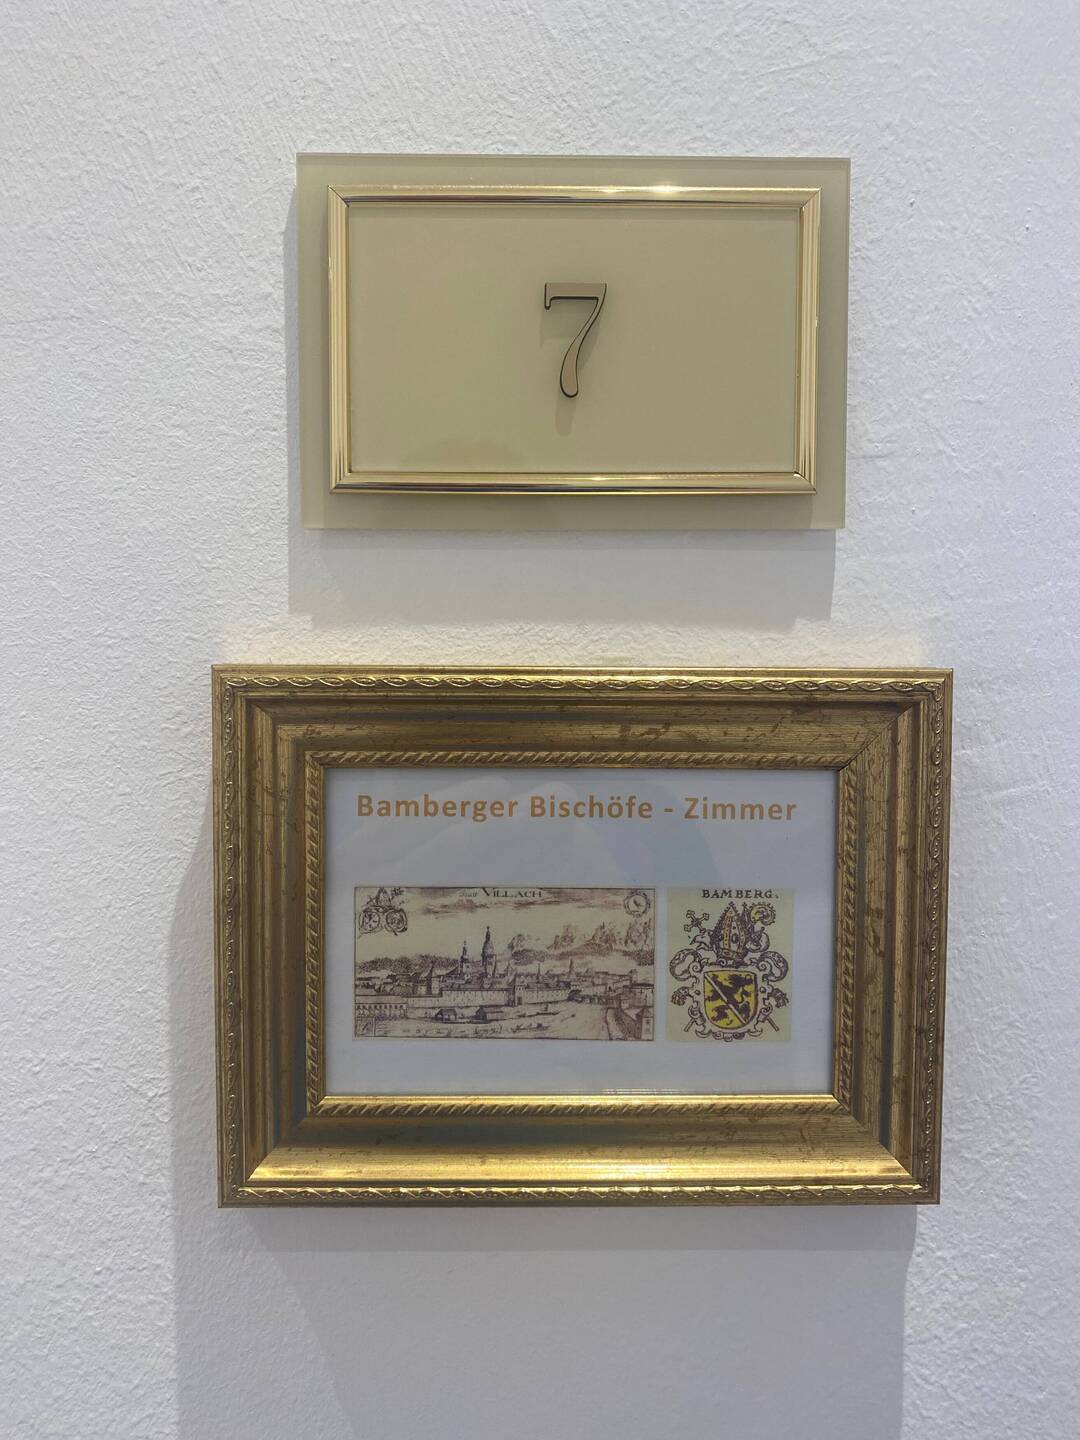 7
Bamberger Bischöfe - Zimmer
VILLACH
BAMBERG.